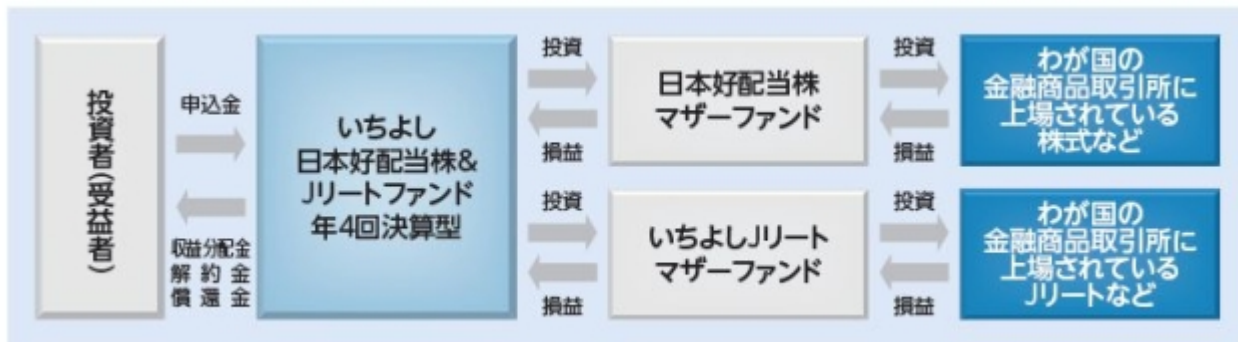 投資者(受益者)
申込金
収益分配金
解約金
償還金
いちよし
日本好配当株&
Jリートファンド
年4回決算型
投資
損益
日本好配当株
マザーファンド
投資
損益
わが国の
金融商品取引所に
上場されている
株式など
投資
損益
いちよしJリート
マザーファンド
投資
損益
わが国の
金融商品取引所に
上場されている
Jリートなど